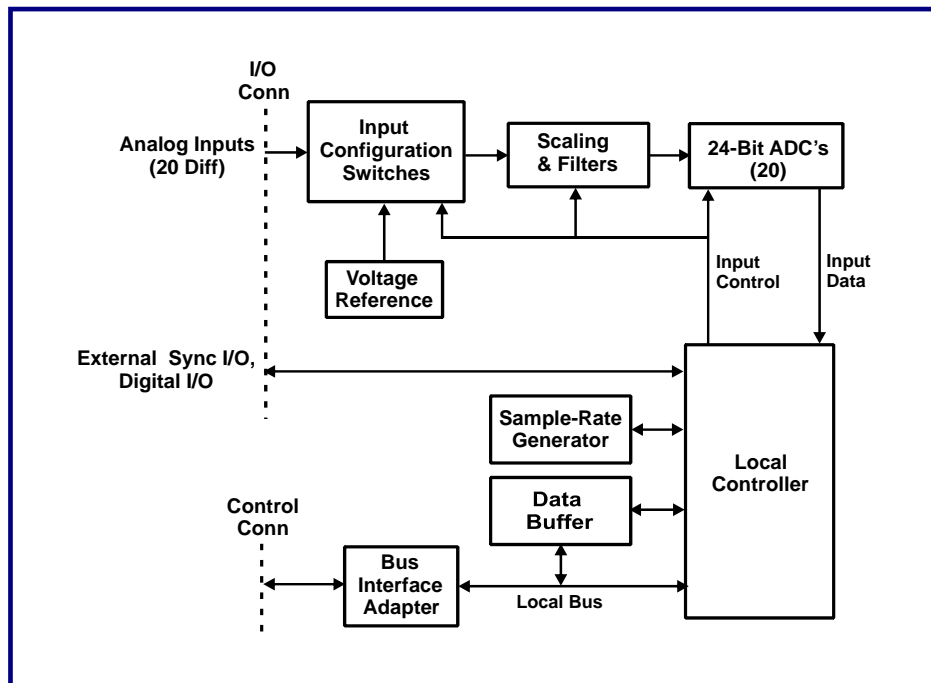 I/O
Conn
Analog Inputs
(20 Diff)
Input
Configuration
Switches
Scaling
& Filters
24-Bit ADC's
(20)
Voltage
Reference
Input
Control
Input
Data
External Sync I/O,
Digital I/O
Sample-Rate
Generator
Local
Controller
Data
Buffer
Control
Conn
Bus
Interface
Adapter
Local Bus